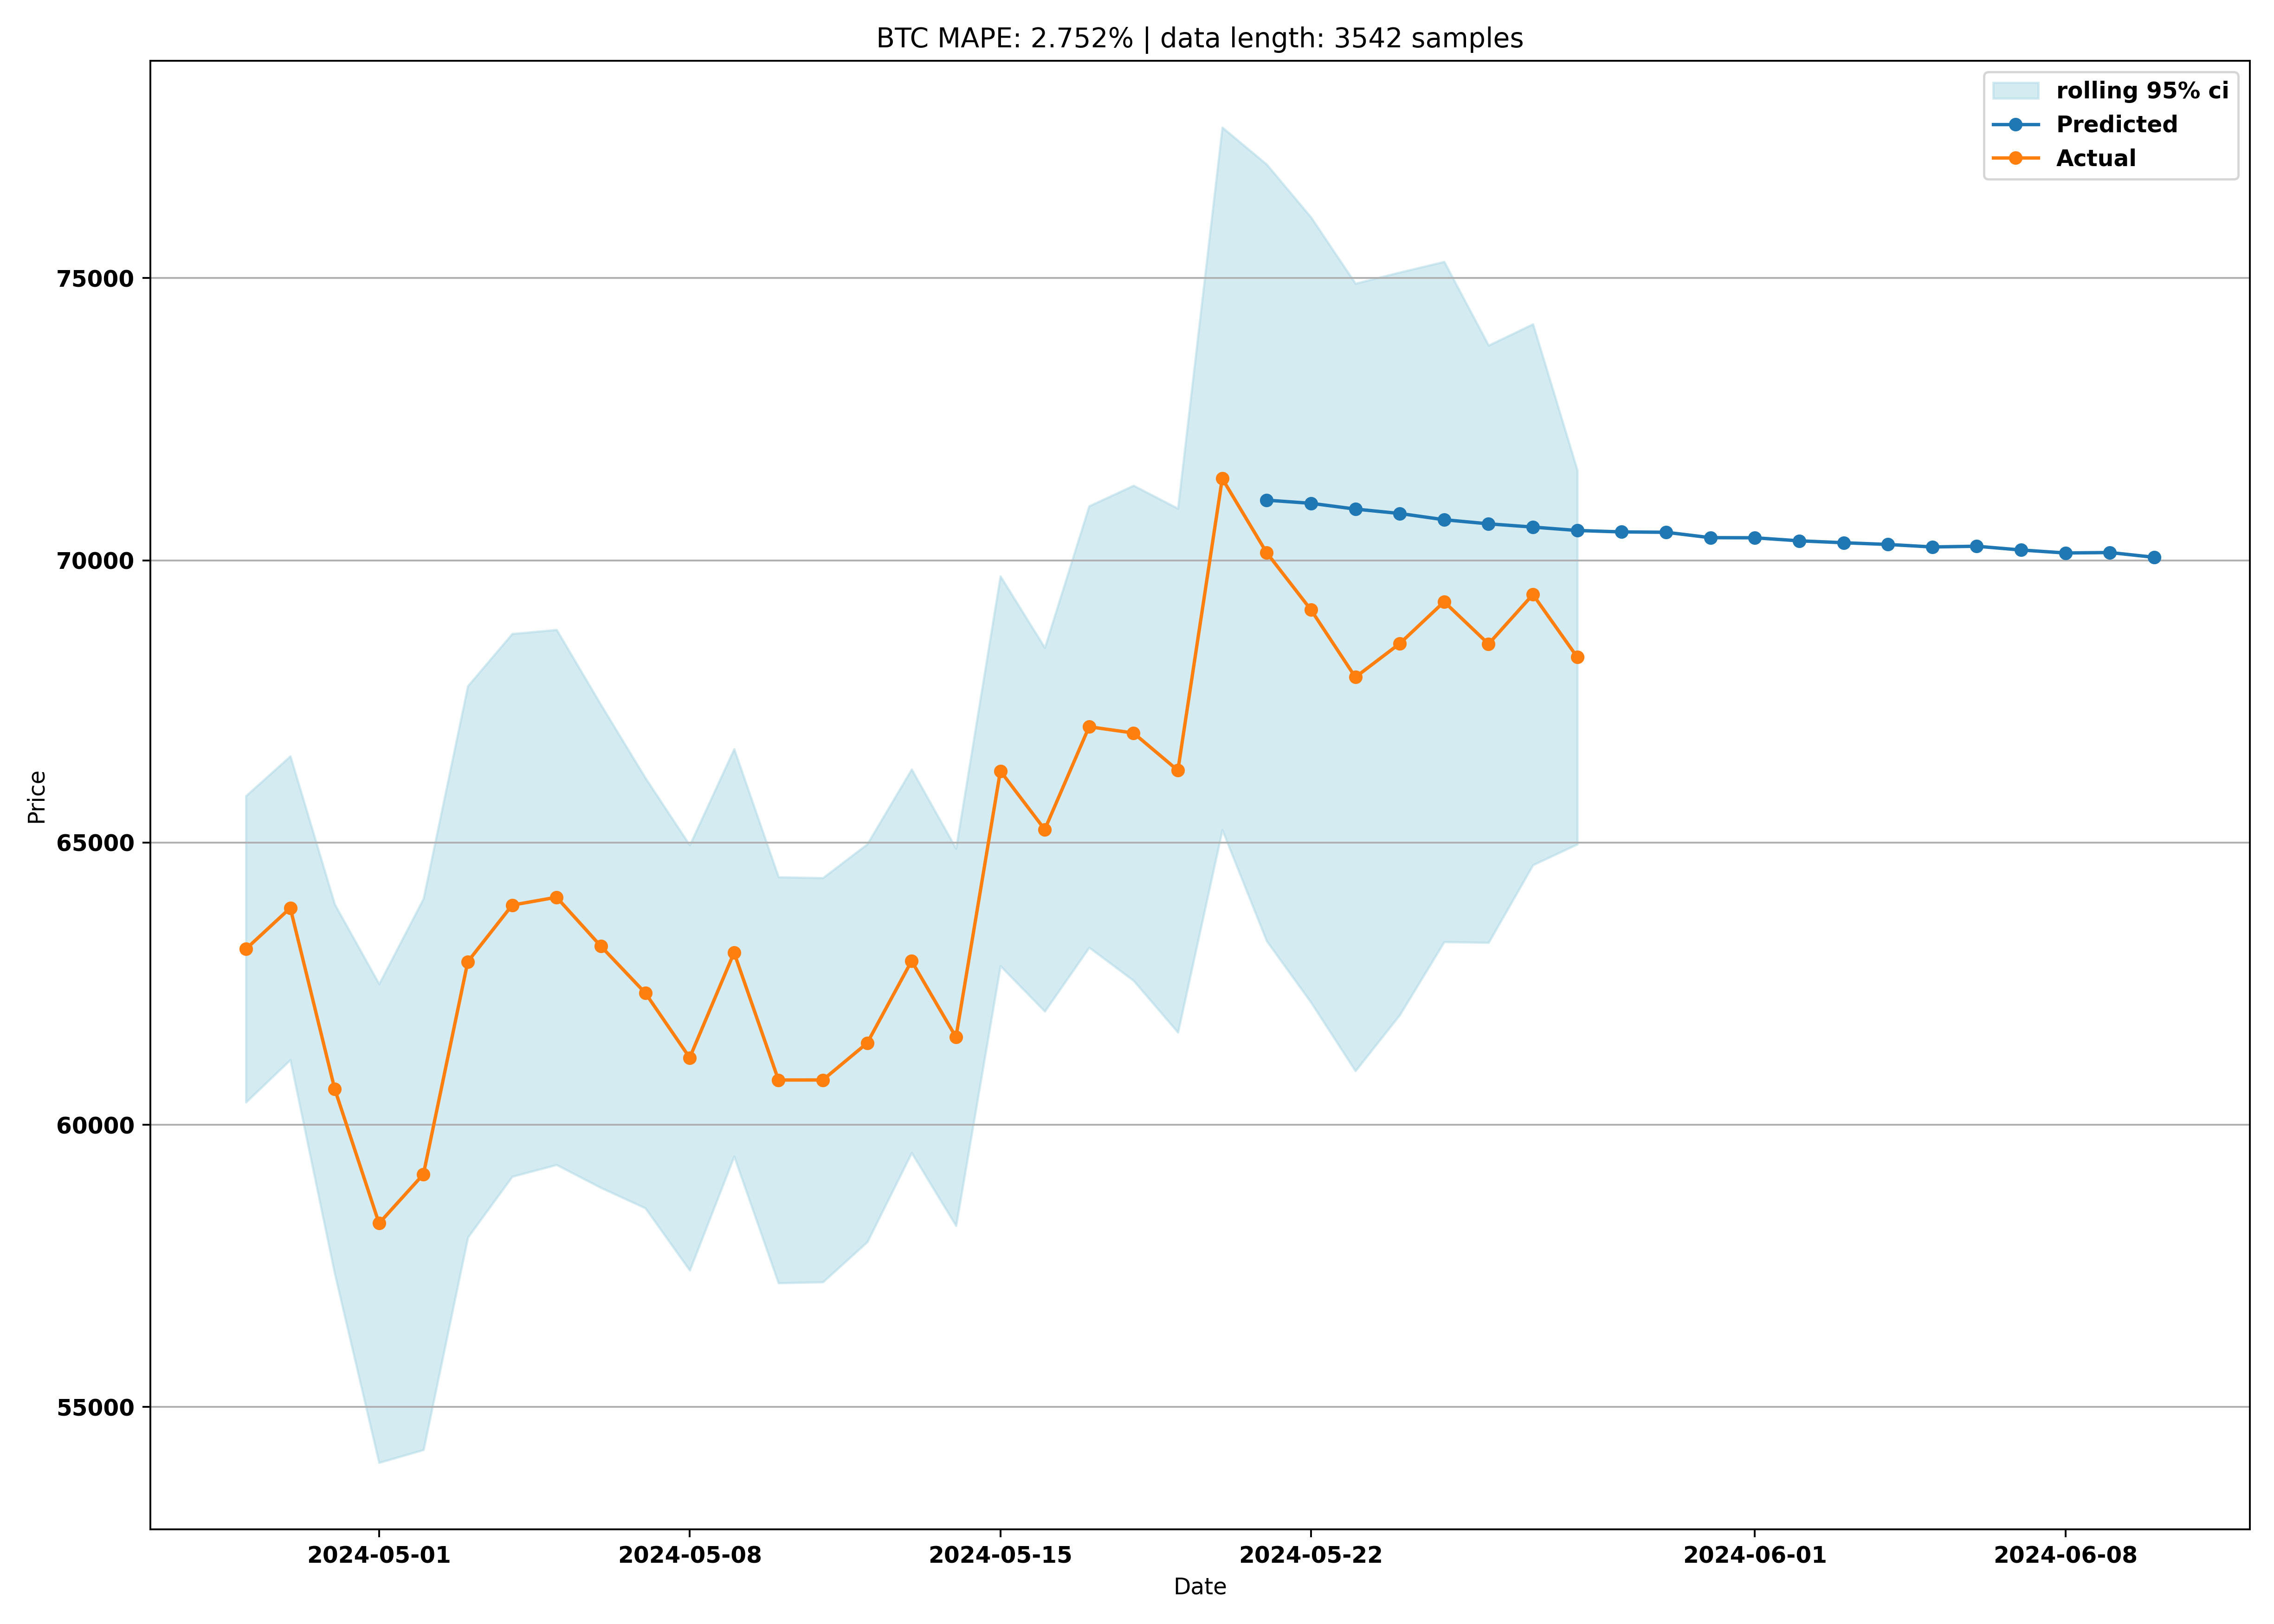 BTC MAPE: 2.752% | data length: 3542 samples
rolling 95% ci
Predicted
Actual
75000
70000
65000
60000
55000
Price
2024-05-01
2024-05-08
2024-05-15
2024-05-22
2024-06-01
2024-06-08
Date